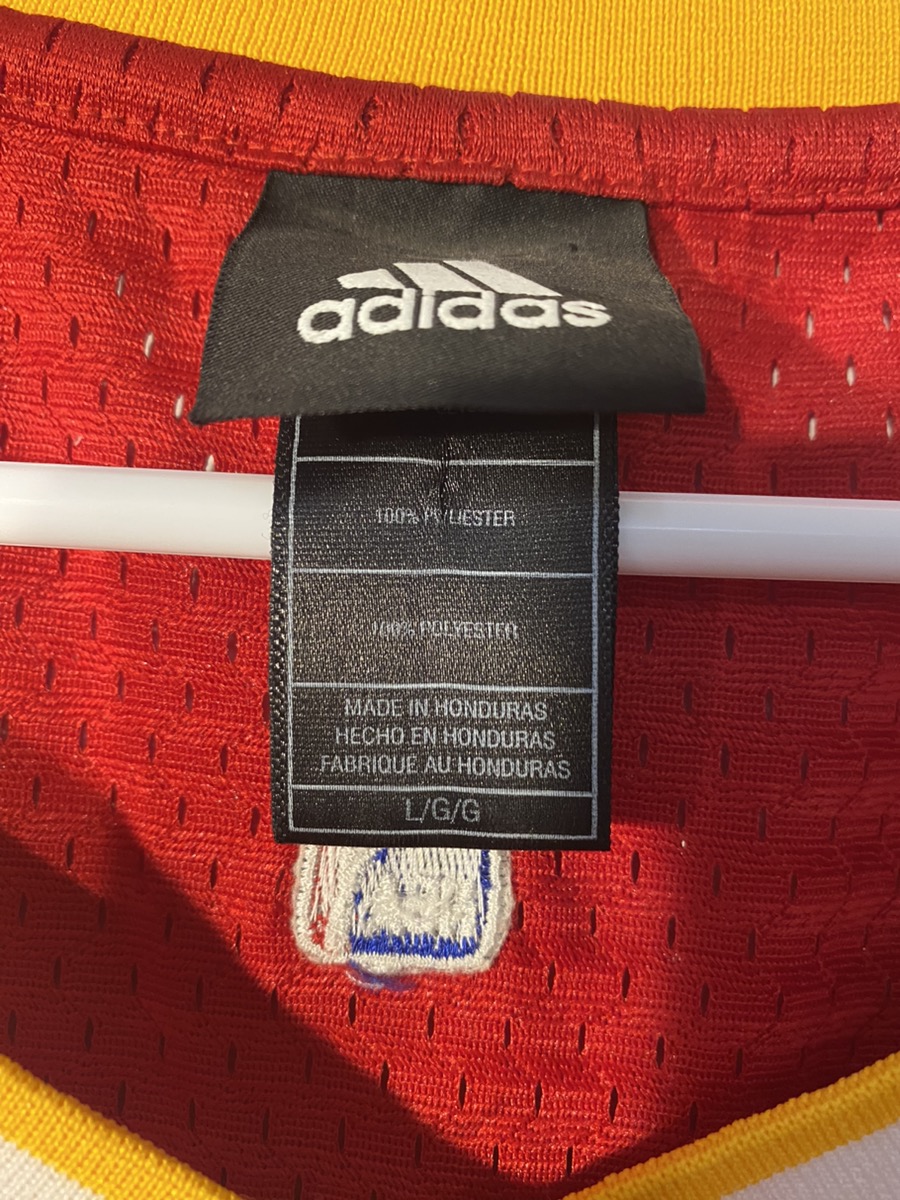 adidas
100% POLYESTER
100% POLYESTER
MADE IN HONDURAS
HECHO EN HONDURAS
FABRIQUE AU HONDURAS
L/G/G